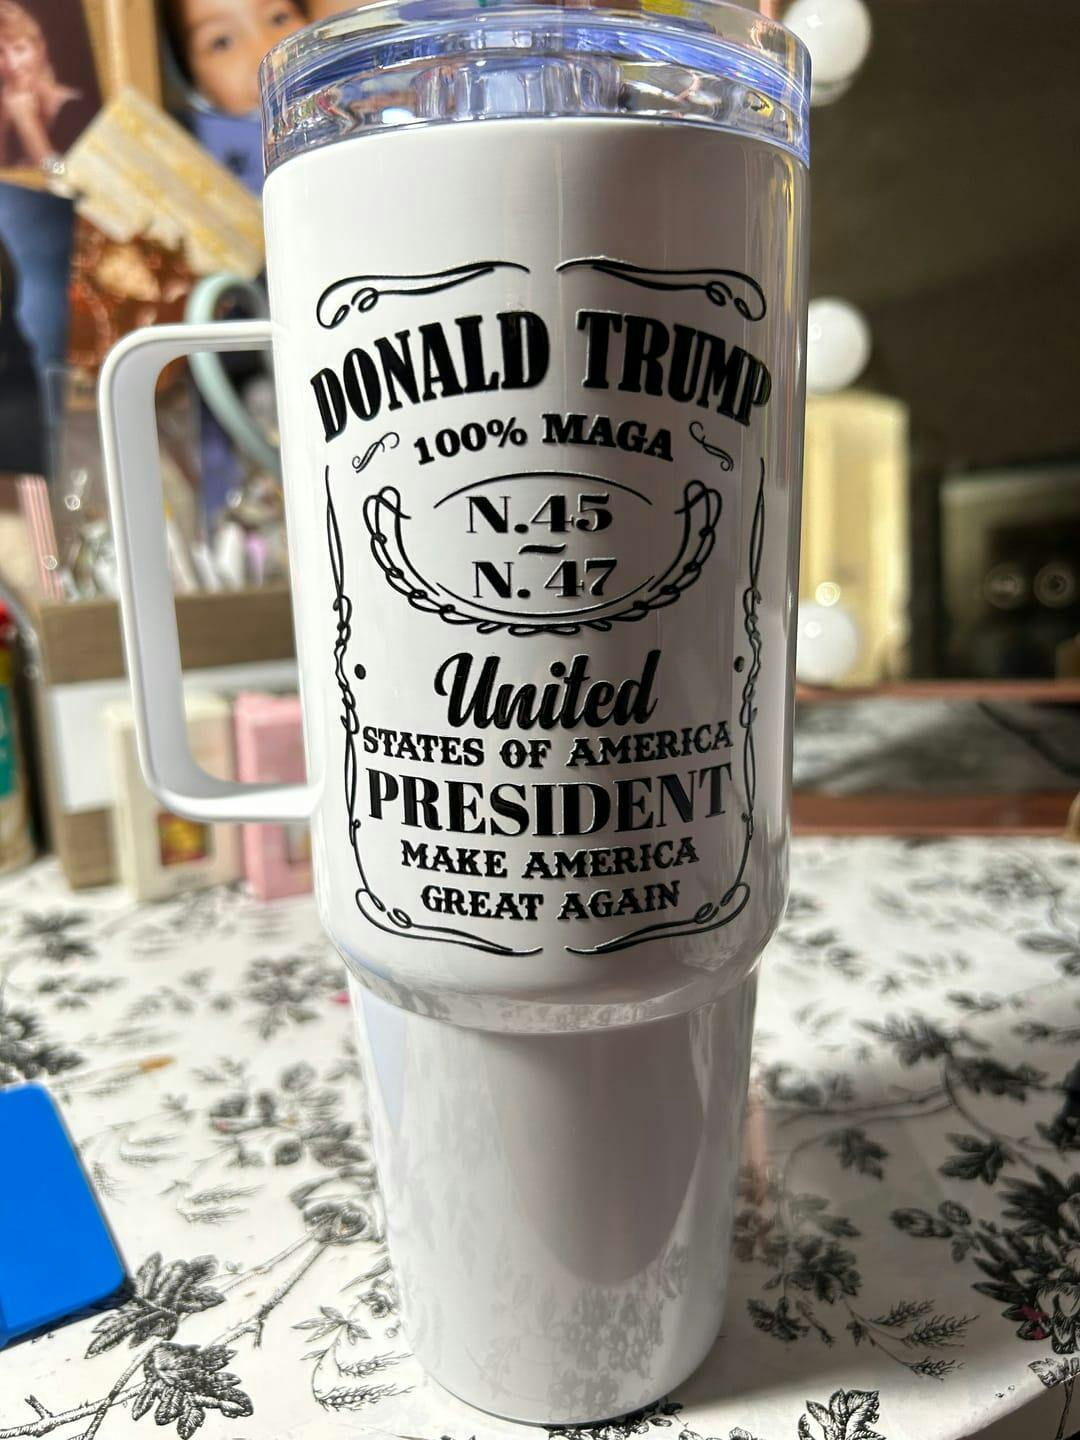 DONALD TRUMP
100% MAGA
N.45
~
N. 47
United
STATES OF AMERICA
PRESIDENT
MAKE AMERICA
GREAT AGAIN